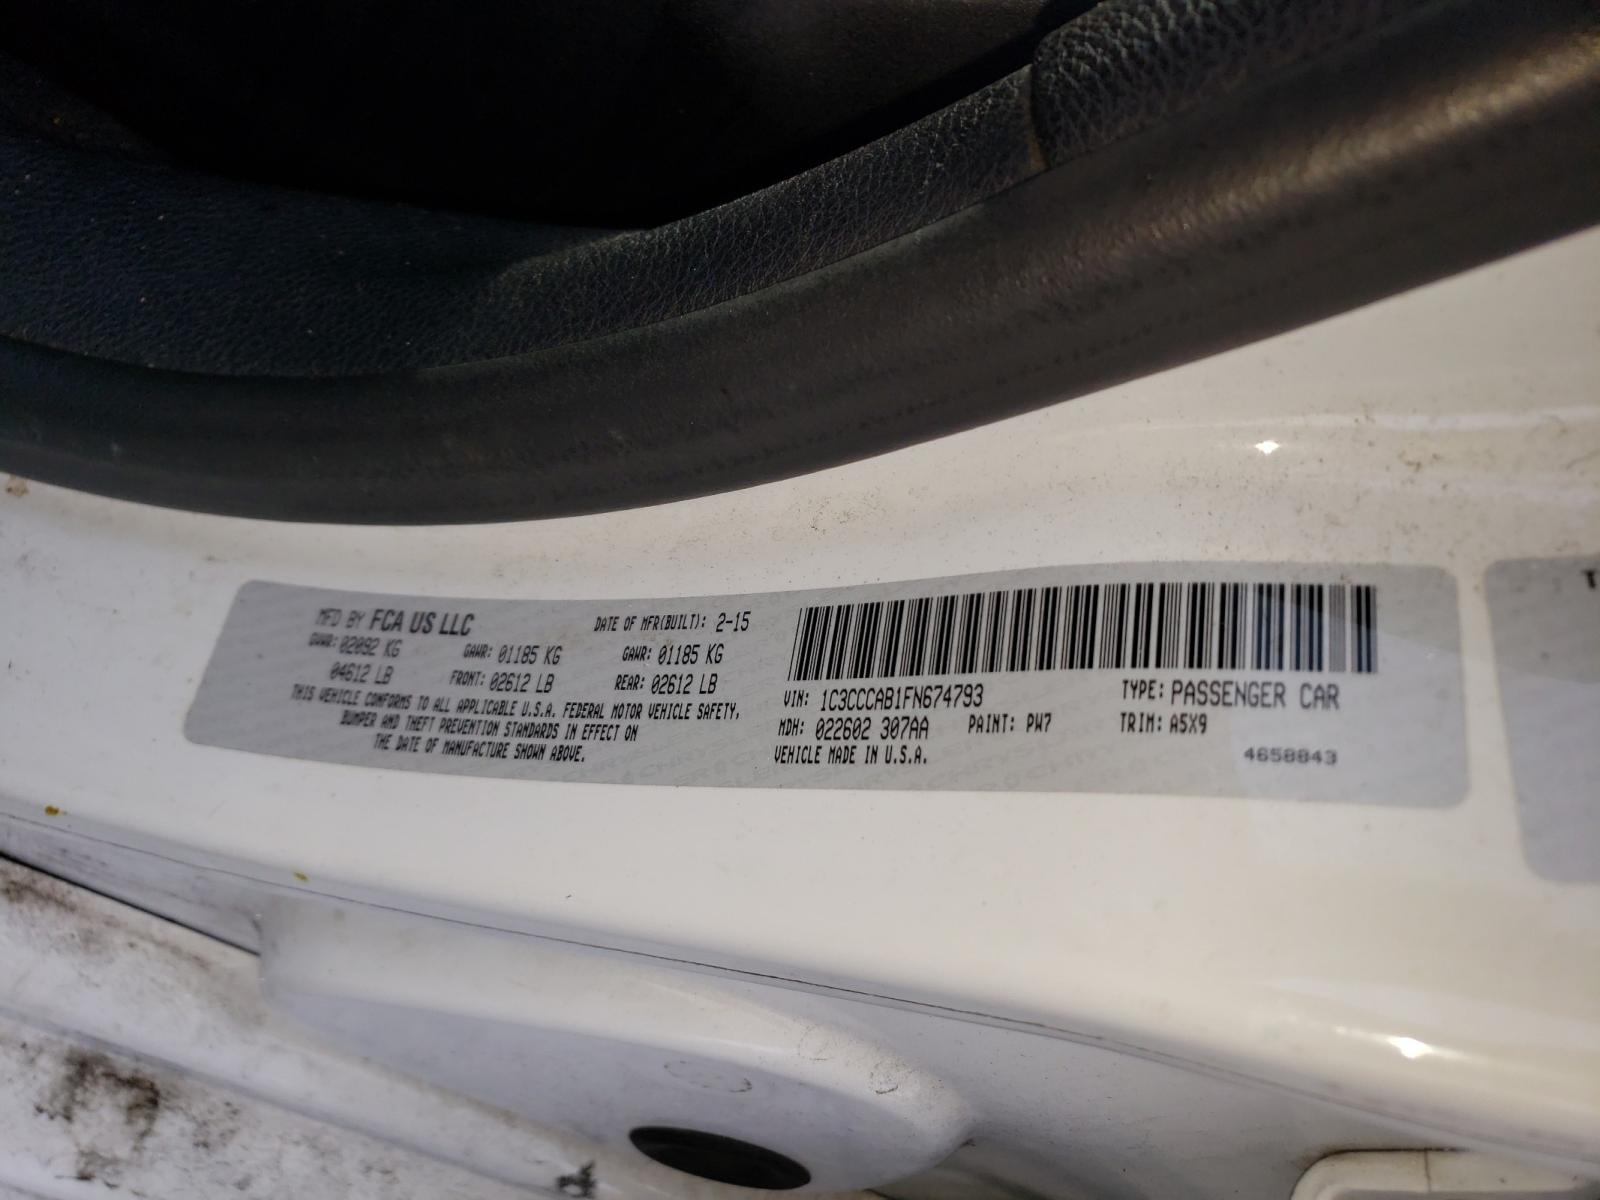 MFD BY FCA US LLC DATE OF MFR(BUILT): 2-15
GVWR: 02092 KG GAWR: 01185 KG GAWR: 01185 KG
04612 LB FRONT: 02612 LB REAR: 02612 LB
THIS VEHICLE CONFORMS TO ALL APPLICABLE U.S.A. FEDERAL MOTOR VEHICLE SAFETY,
BUMPER AND THEFT PREVENTION STANDARDS IN EFFECT ON
THE DATE OF MANUFACTURE SHOWN ABOVE.
VIN: 1C3CCCAB1FN674793 TYPE: PASSENGER CAR
MDH: 022602 307AA PAINT: PW7 TRIM: A5X9
VEHICLE MADE IN U.S.A. 4658843